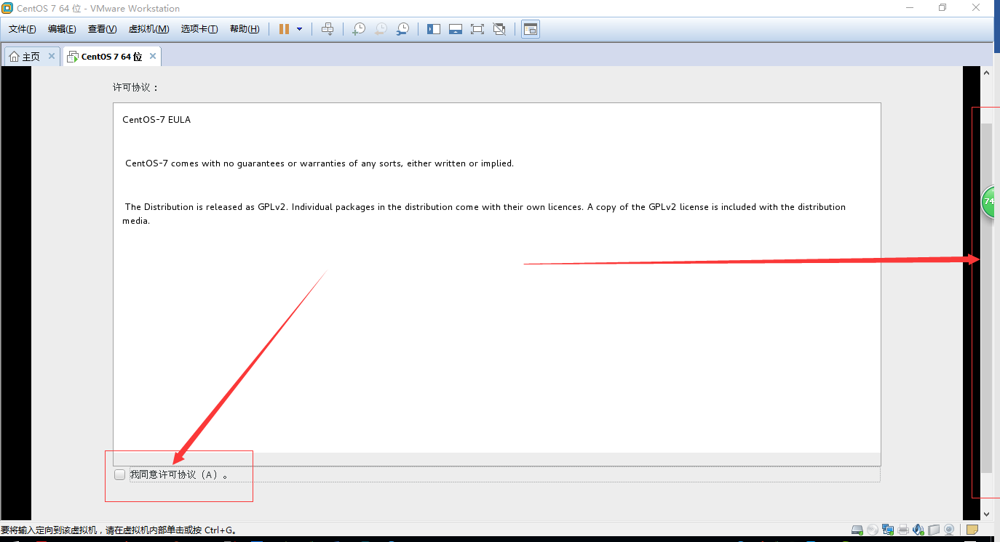 CentOS 7 64 位 - VMware Workstation
文件(F) 编辑(E) 查看(V) 虚拟机(M) 选项卡(T) 帮助(H)
主页 CentOS 7 64 位
许可协议：
CentOS-7 EULA
CentOS-7 comes with no guarantees or warranties of any sorts, either written or implied.
The Distribution is released as GPLv2. Individual packages in the distribution come with their own licences. A copy of the GPLv2 license is included with the distribution
media.
74
我同意许可协议（A）。
要将输入定向到该虚拟机，请在虚拟机内部单击或按 Ctrl+G。